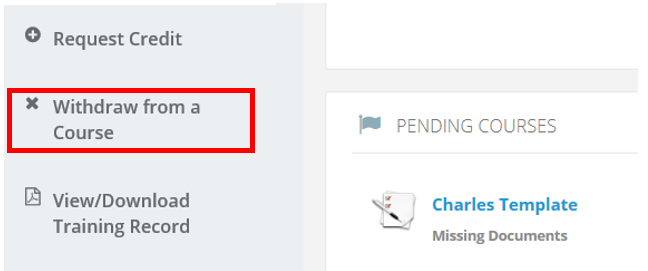 Request Credit
Withdraw from a
Course
View/Download
Training Record
PENDING COURSES
Charles Template
Missing Documents